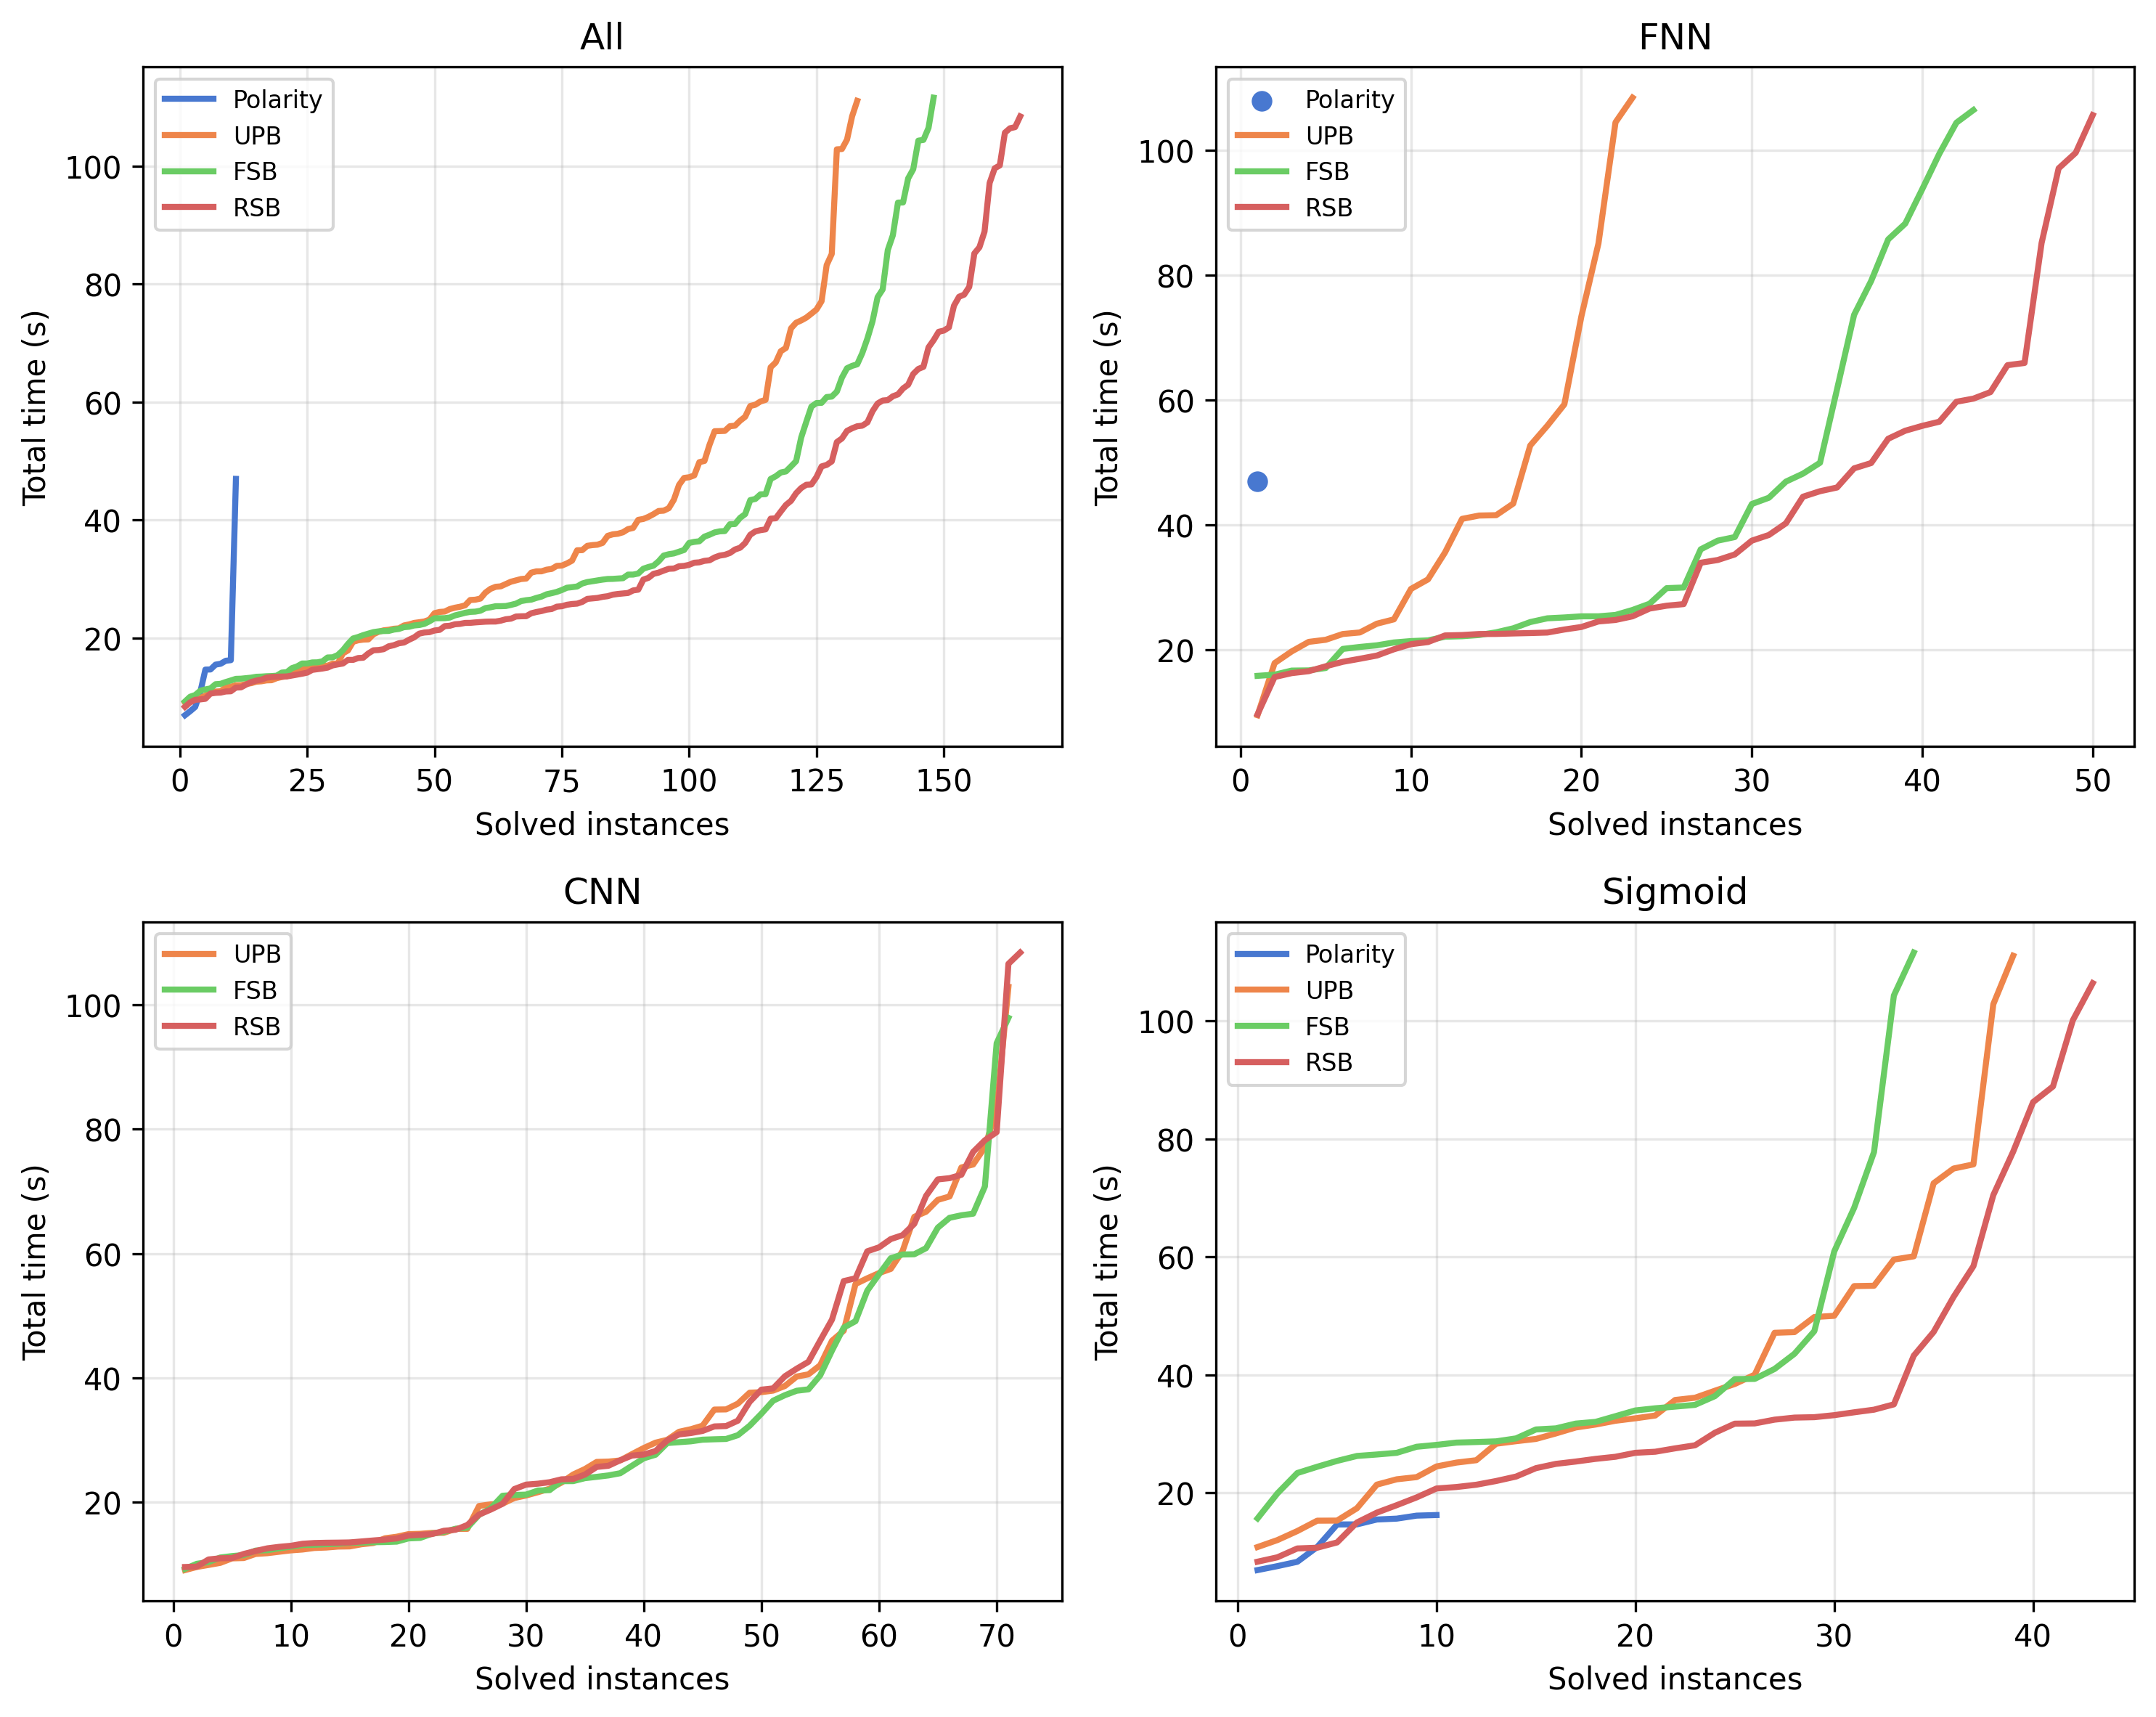 All
Polarity
UPB
FSB
RSB
Total time (s)
100
80
60
40
20
0 25 50 75 100 125 150
Solved instances
FNN
Polarity
UPB
FSB
RSB
Total time (s)
100
80
60
40
20
0 10 20 30 40 50
Solved instances
CNN
UPB
FSB
RSB
Total time (s)
100
80
60
40
20
0 10 20 30 40 50 60 70
Solved instances
Sigmoid
Polarity
UPB
FSB
RSB
Total time (s)
100
80
60
40
20
0 10 20 30 40
Solved instances